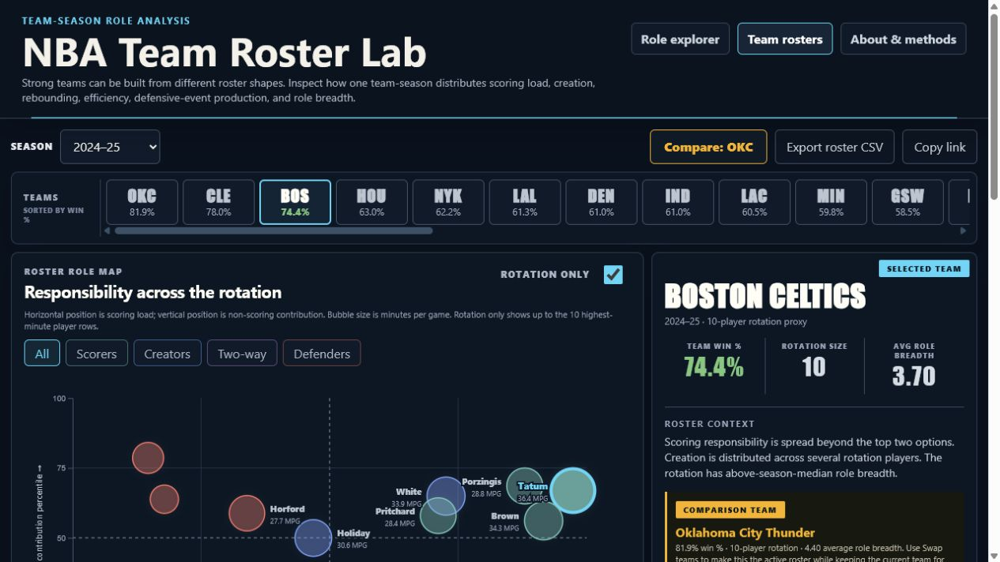 TEAM-SEASON ROLE ANALYSIS
NBA Team Roster Lab
Strong teams can be built from different roster shapes. Inspect how one team-season distributes scoring load, creation,
rebounding, efficiency, defensive-event production, and role breadth.
Role explorer
Team rosters
About & methods
SEASON
2024–25
Compare: OKC
Export roster CSV
Copy link
TEAMS
SORTED BY WIN
%
OKC
81.9%
CLE
78.0%
BOS
74.4%
HOU
63.0%
NYK
62.2%
LAL
61.3%
DEN
61.0%
IND
61.0%
LAC
60.5%
MIN
59.8%
GSW
58.5%
ROSTER ROLE MAP
Responsibility across the rotation
ROTATION ONLY
Horizontal position is scoring load; vertical position is non-scoring contribution. Bubble size is minutes per game. Rotation only shows up to the 10 highest-
minute player rows.
All
Scorers
Creators
Two-way
Defenders
100
75
50
contribution percentile →
Horford
27.7 MPG
Holiday
30.6 MPG
White
33.9 MPG
Pritchard
28.4 MPG
Porzingis
28.8 MPG
Tatum
36.4 MPG
Brown
34.3 MPG
SELECTED TEAM
BOSTON CELTICS
2024–25 · 10-player rotation proxy
TEAM WIN %
74.4%
ROTATION SIZE
10
AVG ROLE
BREADTH
3.70
ROSTER CONTEXT
Scoring responsibility is spread beyond the top two options.
Creation is distributed across several rotation players. The
rotation has above-season-median role breadth.
COMPARISON TEAM
Oklahoma City Thunder
81.9% win % · 10-player rotation · 4.40 average role breadth. Use Swap
teams to make this the active roster while keeping the current team for